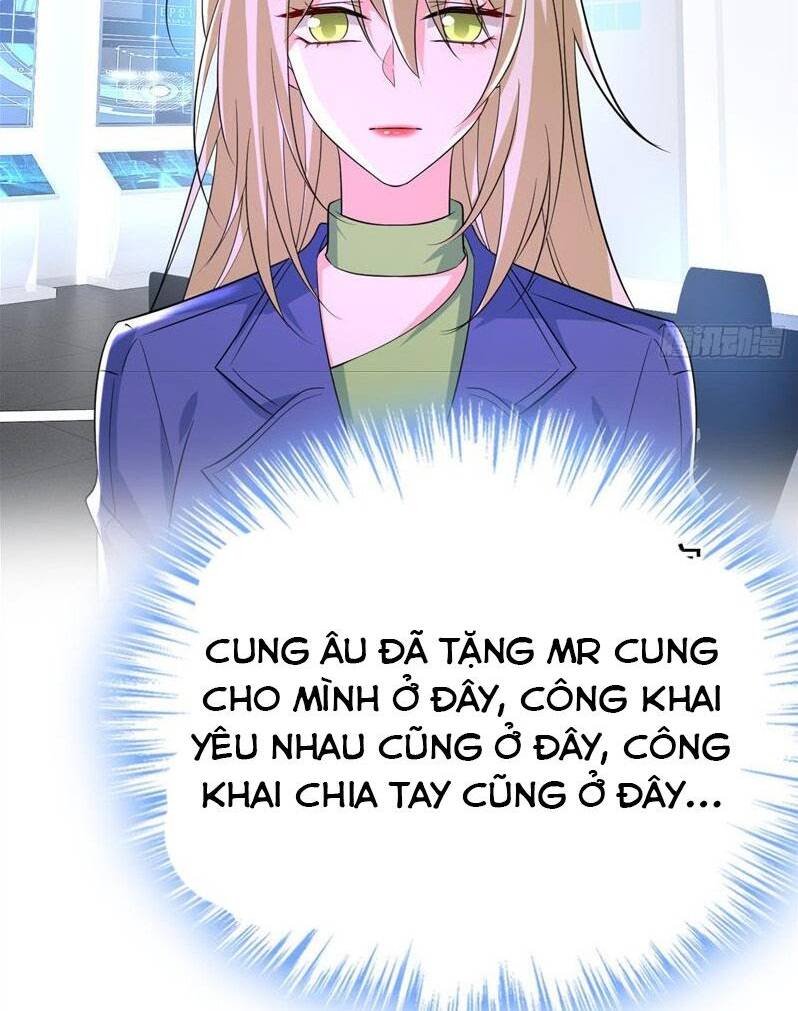 CUNG ÂU ĐÃ TẶNG MR CUNG
CHO MÌNH Ở ĐÂY, CÔNG KHAI
YÊU NHAU CŨNG Ở ĐÂY, CÔNG
KHAI CHIA TAY CŨNG Ở ĐÂY...